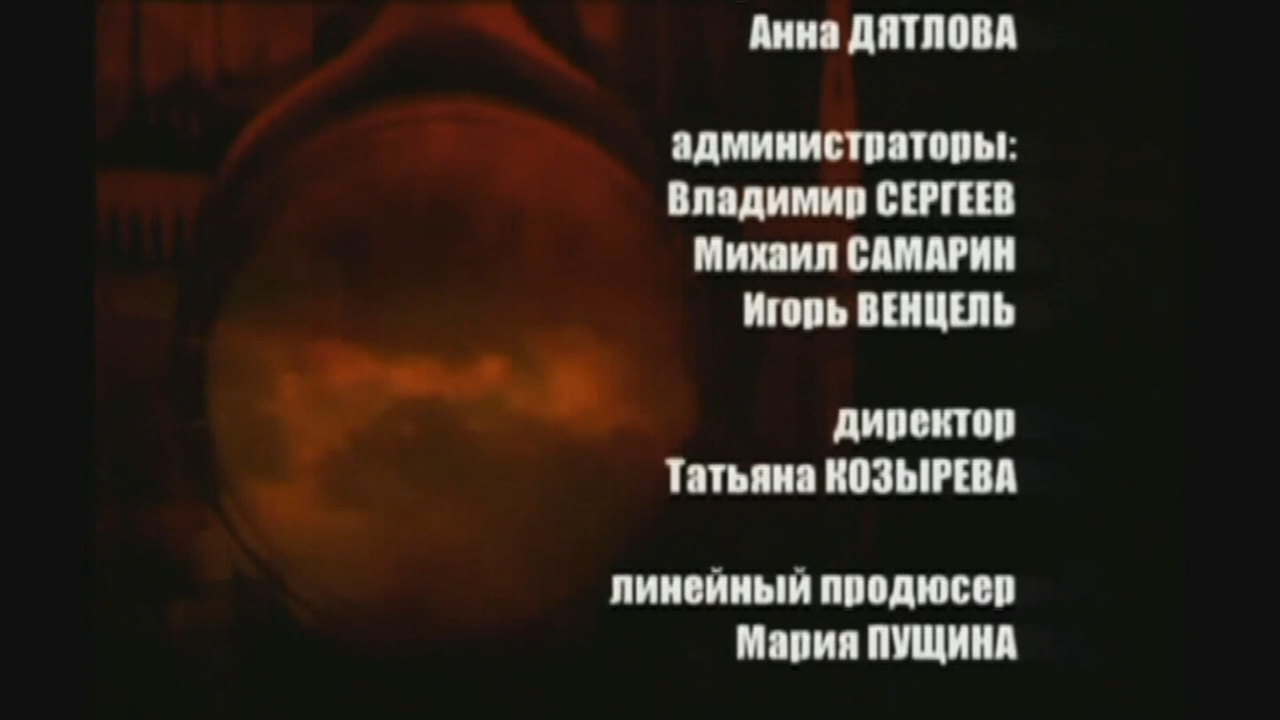 Анна ДЯТЛОВА
администраторы:
Владимир СЕРГЕЕВ
Михаил САМАРИН
Игорь ВЕНЦЕЛЬ
директор
Татьяна КОЗЫРЕВА
линейный продюсер
Мария ПУЩИНА